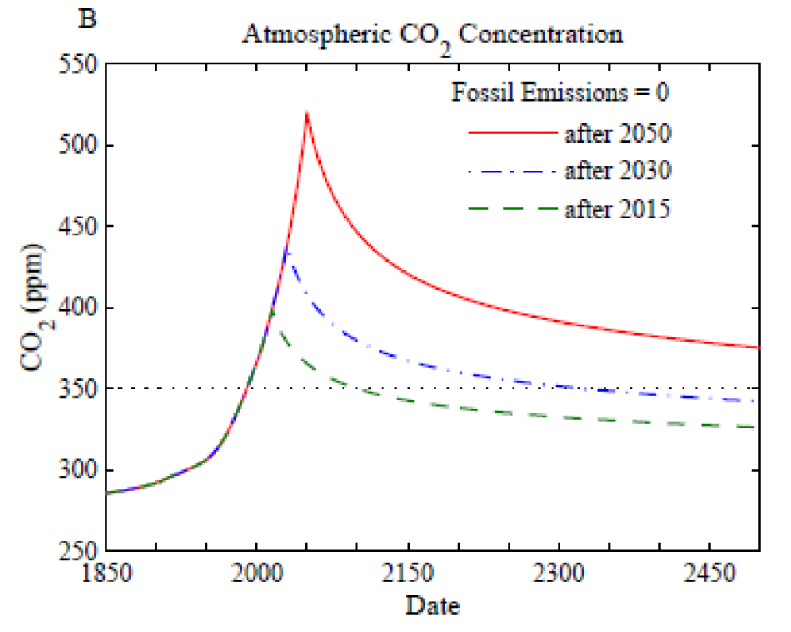 B
Atmospheric CO2 Concentration
550
Fossil Emissions = 0
after 2050
500
after 2030
after 2015
450
400
350
300
250
CO2 (ppm)
1850 2000 2150 2300 2450
Date